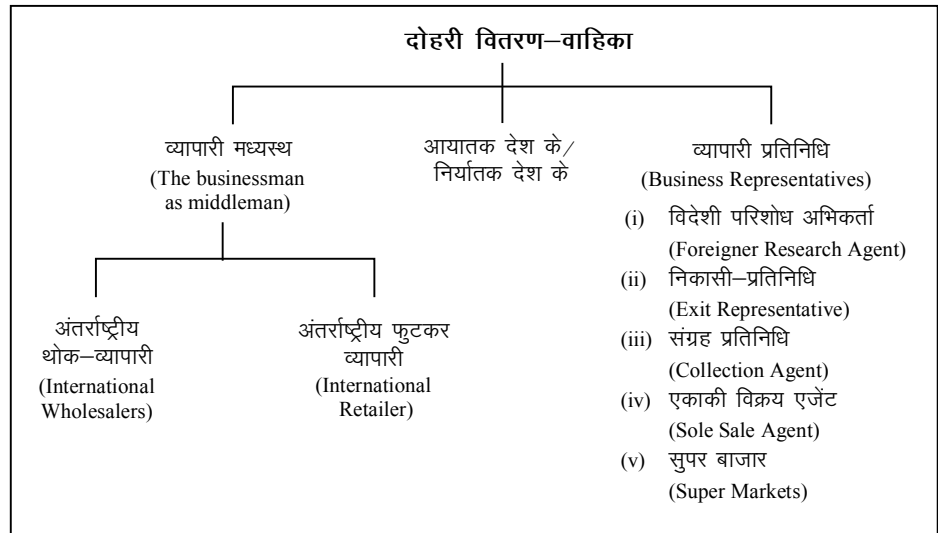 दोहरी वितरण–वाहिका
व्यापारी मध्यस्थ
(The businessman
as middleman)
आयातक देश के/
निर्यातक देश के
व्यापारी प्रतिनिधि
(Business Representatives)
(i) विदेशी परिशोध अभिकर्ता
(Foreigner Research Agent)
(ii) निकासी–प्रतिनिधि
(Exit Representative)
(iii) संग्रह प्रतिनिधि
(Collection Agent)
(iv) एकाकी विक्रय एजेंट
(Sole Sale Agent)
(v) सुपर बाजार
(Super Markets)
अंतर्राष्ट्रीय
थोक–व्यापारी
(International
Wholesalers)
अंतर्राष्ट्रीय फुटकर
व्यापारी
(International
Retailer)